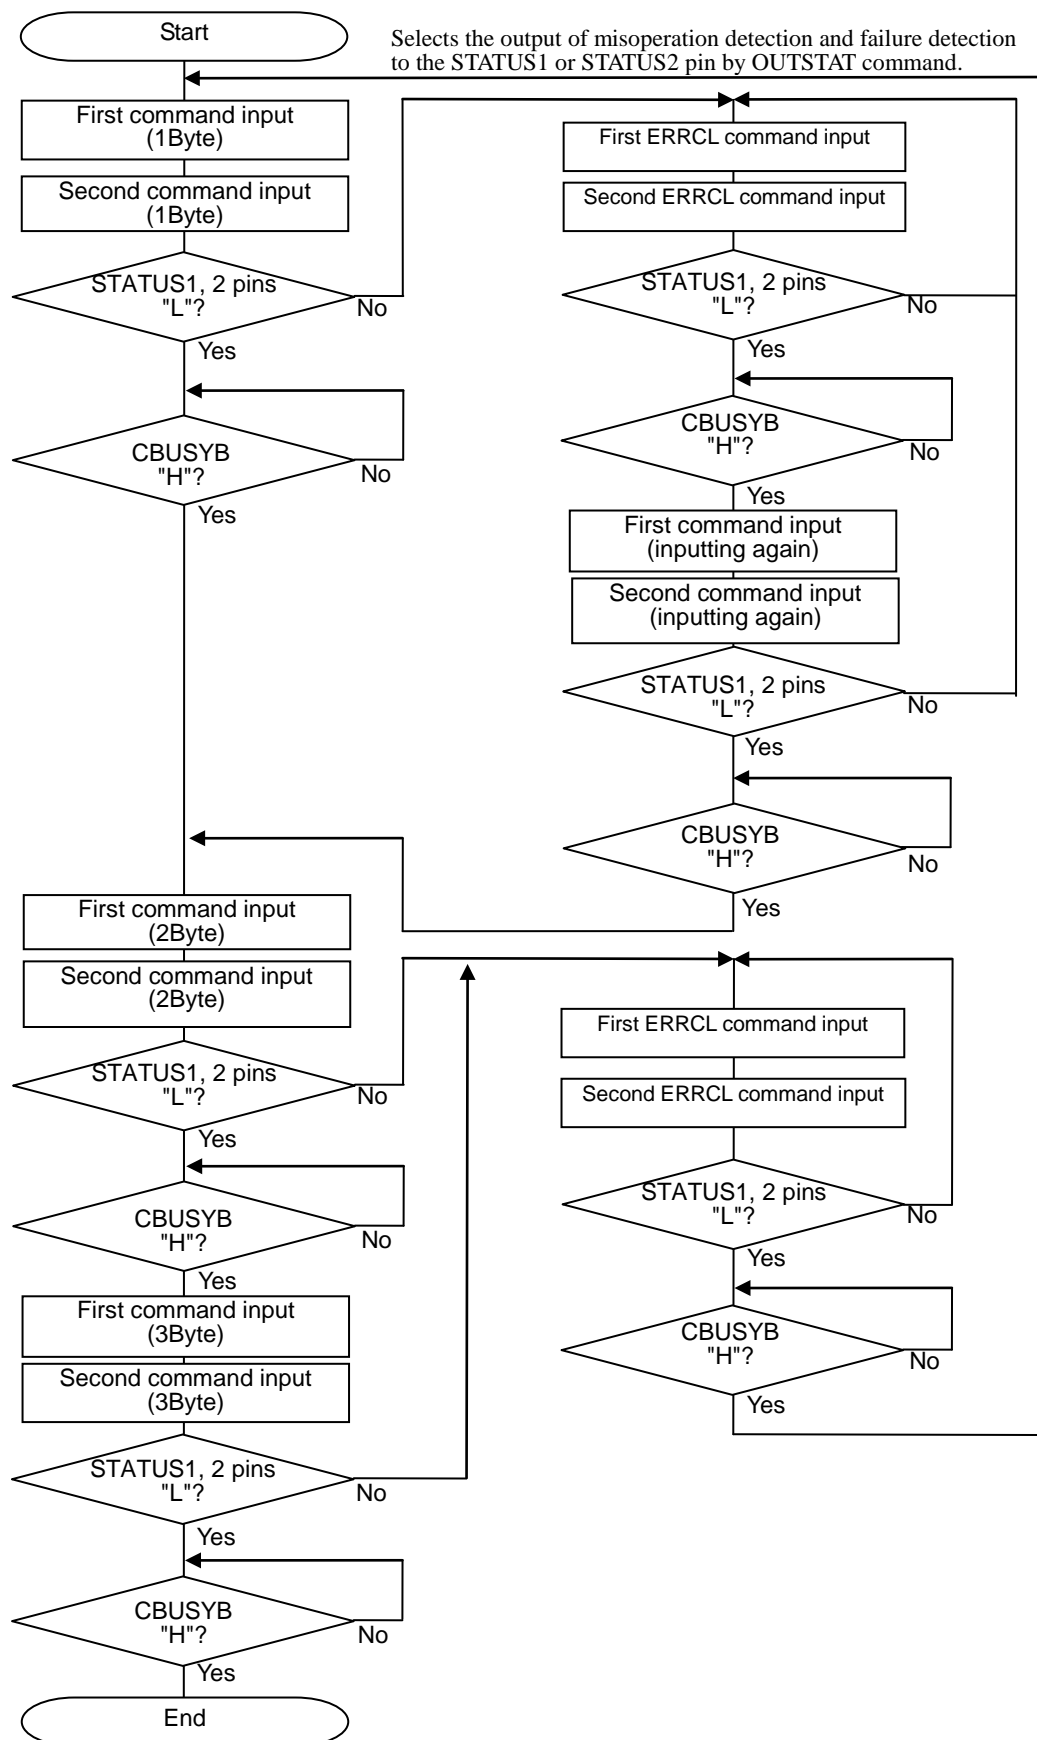 Start
Selects the output of misoperation detection and failure detection
to the STATUS1 or STATUS2 pin by OUTSTAT command.
First command input
(1Byte)
Second command input
(1Byte)
STATUS1, 2 pins
"L"?
No
Yes
CBUSYB
"H"?
No
Yes
First ERRCL command input
Second ERRCL command input
STATUS1, 2 pins
"L"?
No
Yes
CBUSYB
"H"?
No
Yes
First command input
(inputting again)
Second command input
(inputting again)
STATUS1, 2 pins
"L"?
No
Yes
CBUSYB
"H"?
No
Yes
First command input
(2Byte)
Second command input
(2Byte)
STATUS1, 2 pins
"L"?
No
Yes
CBUSYB
"H"?
No
Yes
First command input
(3Byte)
Second command input
(3Byte)
STATUS1, 2 pins
"L"?
No
Yes
CBUSYB
"H"?
No
Yes
End
First ERRCL command input
Second ERRCL command input
STATUS1, 2 pins
"L"?
No
Yes
CBUSYB
"H"?
No
Yes